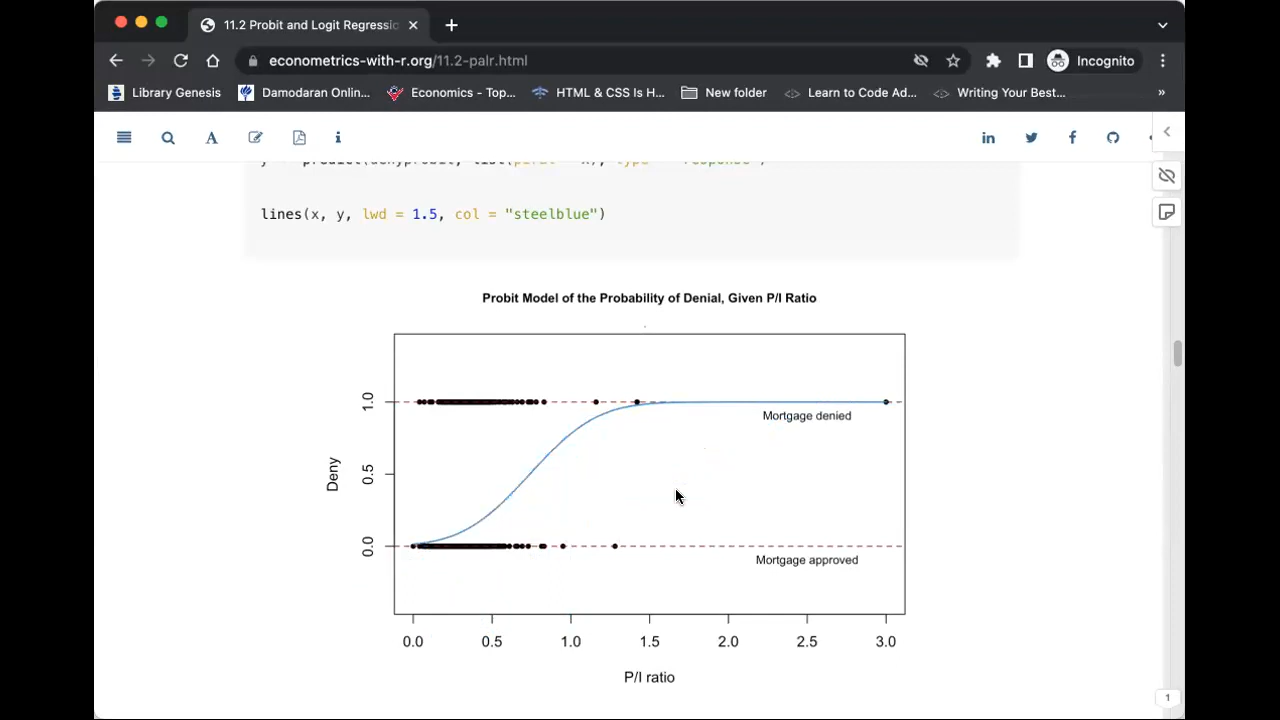 11.2 Probit and Logit Regressic
econometrics-with-r.org/11.2-palr.html
Incognito
Library Genesis
Damodaran Onlin...
Economics - Top...
HTML & CSS Is H...
New folder
Learn to Code Ad...
Writing Your Best...
»
lines(x, y, lwd = 1.5, col = "steelblue")
Probit Model of the Probability of Denial, Given P/I Ratio
1.0
Mortgage denied
Deny
0.5
0.0
Mortgage approved
0.0 0.5 1.0 1.5 2.0 2.5 3.0
P/I ratio
1